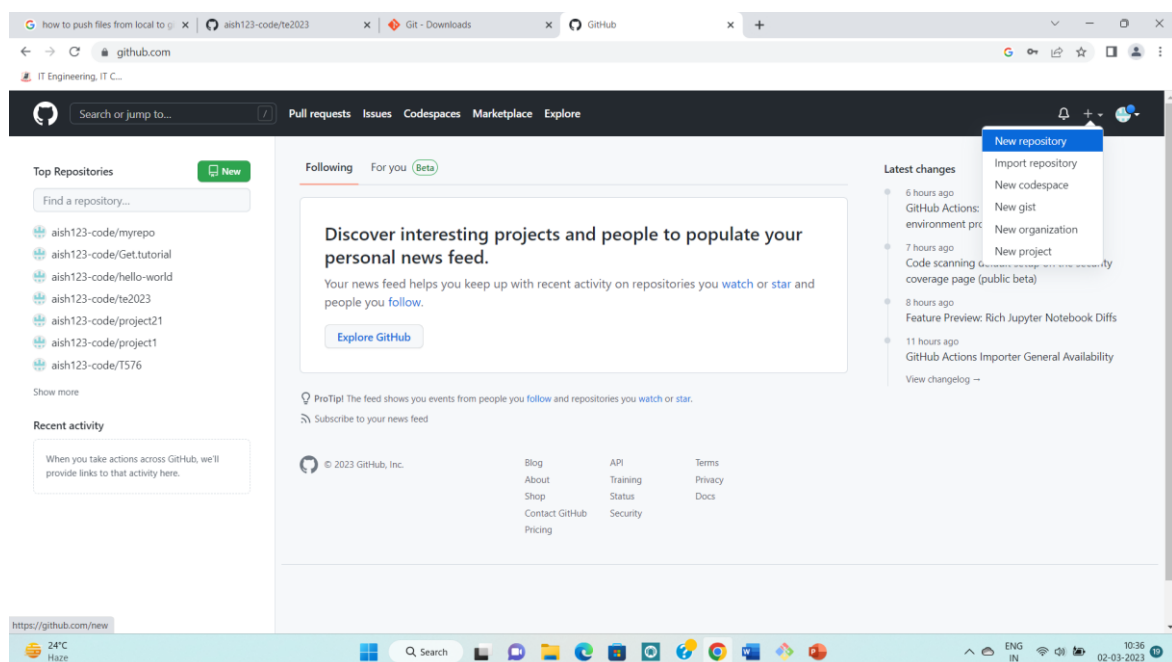 how to push files from local to gi
aish123-code/te2023
Git - Downloads
GitHub
github.com
IT Engineering, IT C...
Search or jump to...
/
Pull requests Issues Codespaces Marketplace Explore
New repository
Import repository
New codespace
New gist
New organization
New project
Top Repositories
New
Find a repository...
aish123-code/myrepo
aish123-code/Get.tutorial
aish123-code/hello-world
aish123-code/te2023
aish123-code/project21
aish123-code/project1
aish123-code/T576
Show more
Recent activity
When you take actions across GitHub, we'll
provide links to that activity here.
Following For you Beta
Discover interesting projects and people to populate your
personal news feed.
Your news feed helps you keep up with recent activity on repositories you watch or star and
people you follow.
Explore GitHub
ProTip! The feed shows you events from people you follow and repositories you watch or star.
Subscribe to your news feed
Latest changes
6 hours ago
GitHub Actions:
environment pro
7 hours ago
Code scanning default setup on the security
coverage page (public beta)
8 hours ago
Feature Preview: Rich Jupyter Notebook Diffs
11 hours ago
GitHub Actions Importer General Availability
View changelog →
© 2023 GitHub, Inc.
Blog
About
Shop
Contact GitHub
Pricing
API
Training
Status
Security
Terms
Privacy
Docs
https://github.com/new
24°C
Haze
Search
ENG
IN
10:36
02-03-2023
19